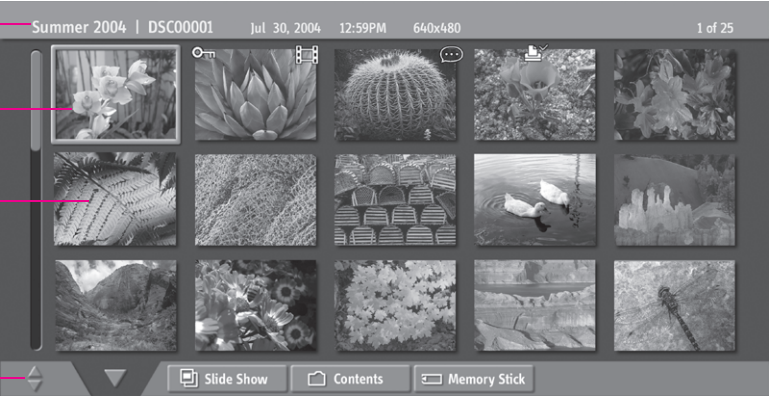 Summer 2004 | DSC00001 Jul 30, 2004 12:59PM 640x480 1 of 25
Slide Show Contents Memory Stick